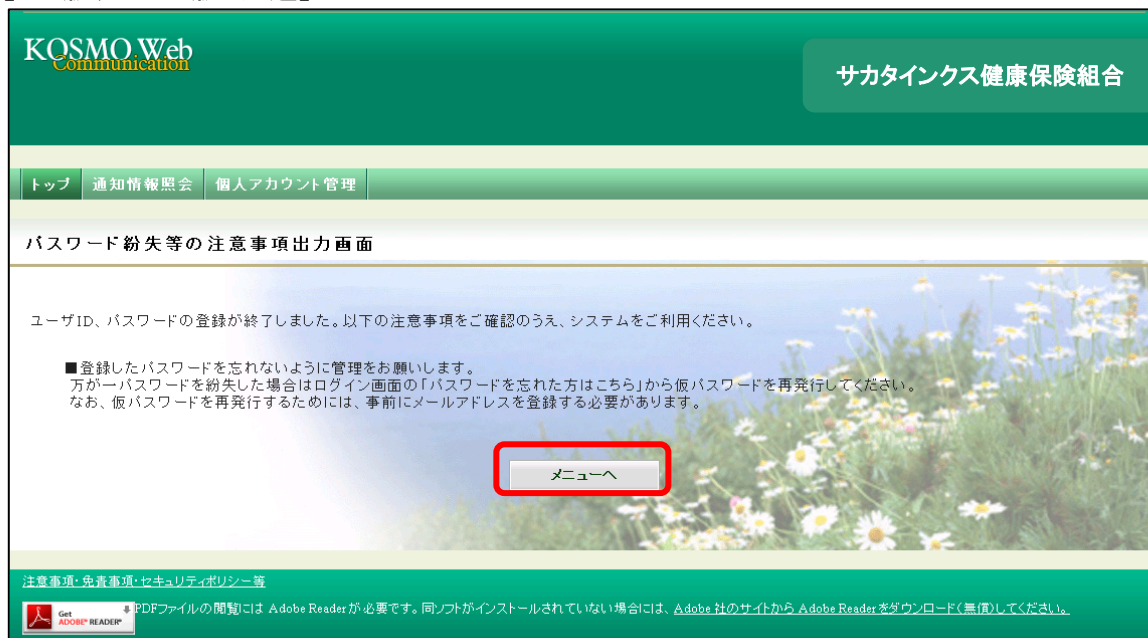 KOSMO Web
Communication
サカタインクス健康保険組合
トップ 通知情報照会 個人アカウント管理
パスワード紛失等の注意事項出力画面
ユーザID、パスワードの登録が終了しました。以下の注意事項をご確認のうえ、システムをご利用ください。
■登録したパスワードを忘れないように管理をお願いします。
万が一パスワードを紛失した場合はログイン画面の「パスワードを忘れた方はこちら」から仮パスワードを再発行してください。
なお、仮パスワードを再発行するためには、事前にメールアドレスを登録する必要があります。
メニューへ
注意事項・免責事項・セキュリティポリシー等
Get ADOBE® READER®
PDFファイルの閲覧には Adobe Readerが必要です。同ソフトがインストールされていない場合には、Adobe 社のサイトから Adobe Readerをダウンロード(無償)してください。